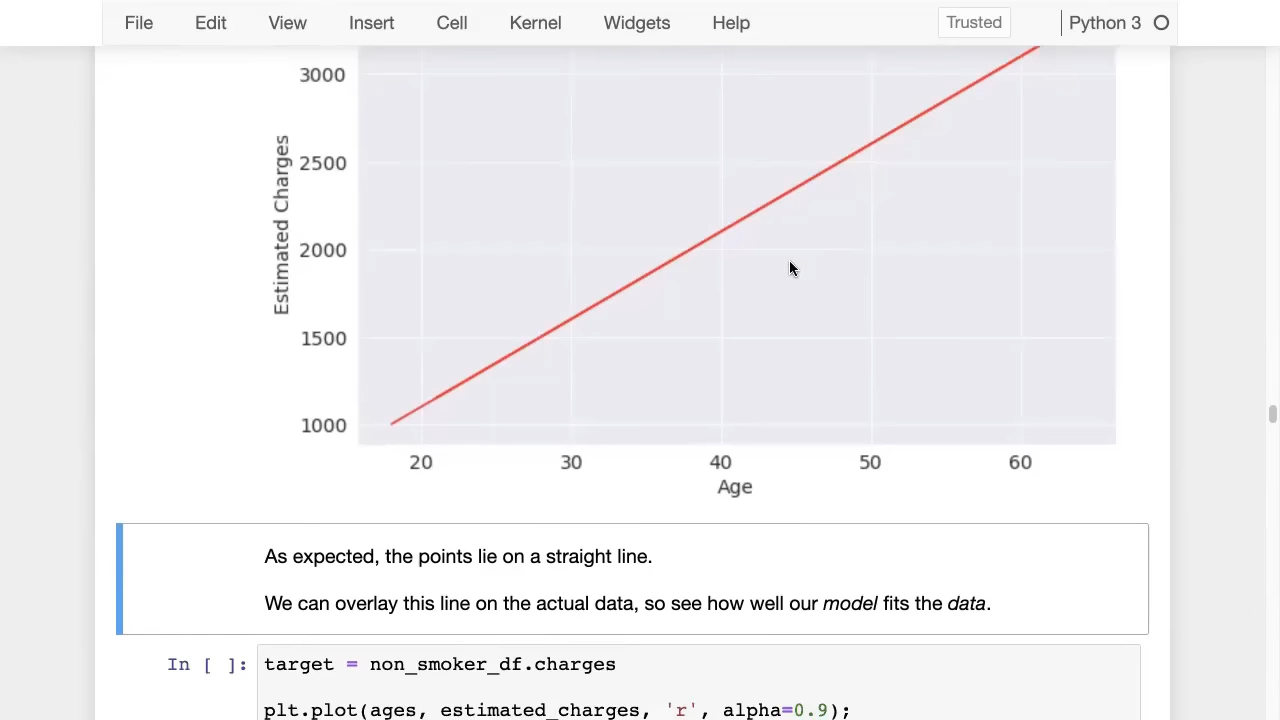 File Edit View Insert Cell Kernel Widgets Help Trusted Python 3
3000
2500
2000
1500
1000
Estimated Charges
20 30 40 50 60
Age
As expected, the points lie on a straight line.
We can overlay this line on the actual data, so see how well our model fits the data.
In [ ]: target = non_smoker_df.charges
plt.plot(ages, estimated_charges, 'r', alpha=0.9);